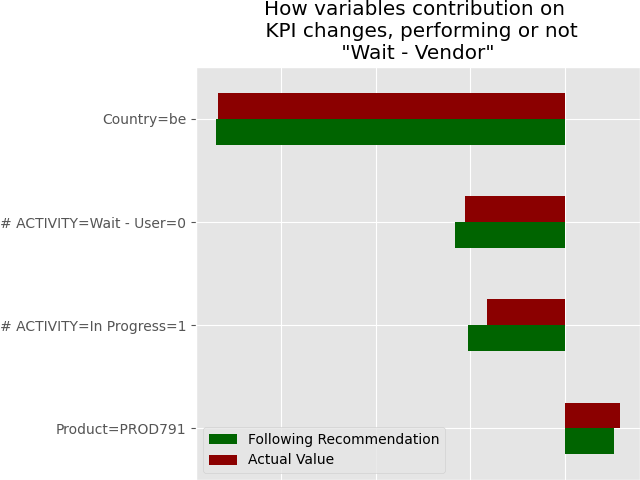 How variables contribution on
KPI changes, performing or not
"Wait - Vendor"
Country=be
# ACTIVITY=Wait - User=0
# ACTIVITY=In Progress=1
Product=PROD791
Following Recommendation
Actual Value